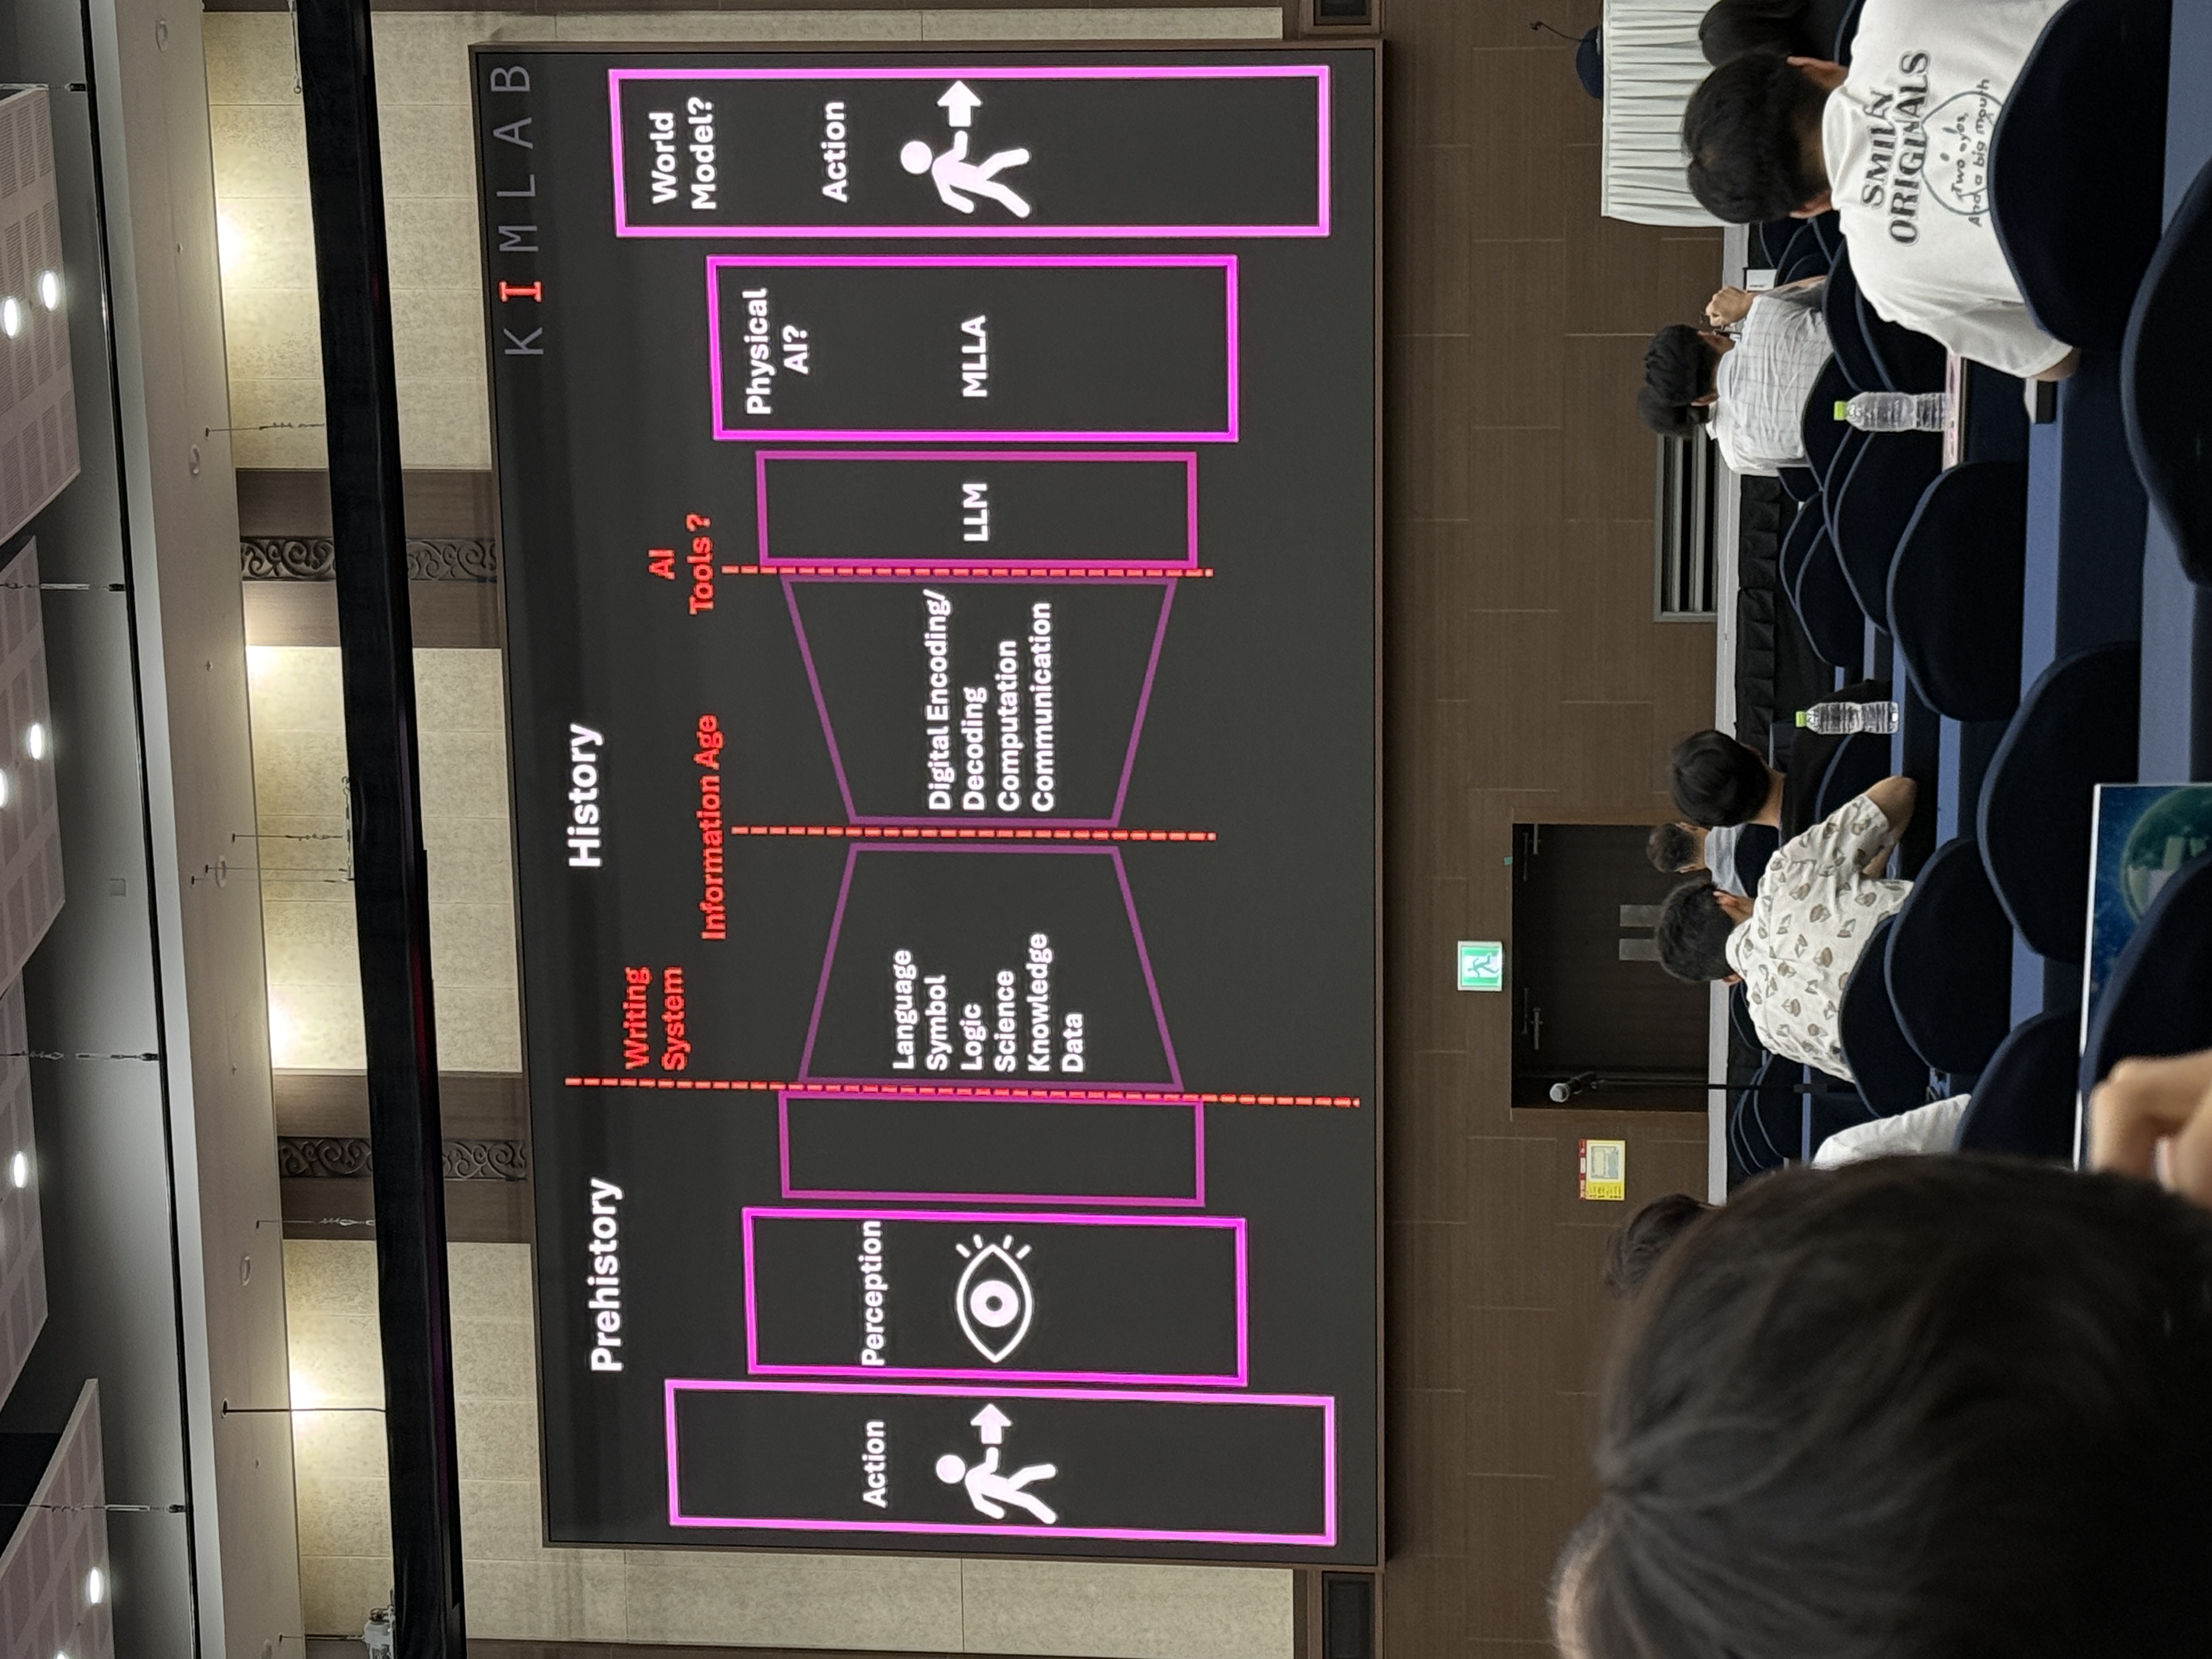 KIMLAB
Prehistory
History
Writing
System
Information Age
AI
Tools ?
World
Model?
Physical
AI?
Action
Perception
Action
Language
Symbol
Logic
Science
Knowledge
Data
Digital Encoding/
Decoding
Computation
Communication
LLM
MLLA
SMILEY
ORIGINALS
Two eyes,
And a big mouth